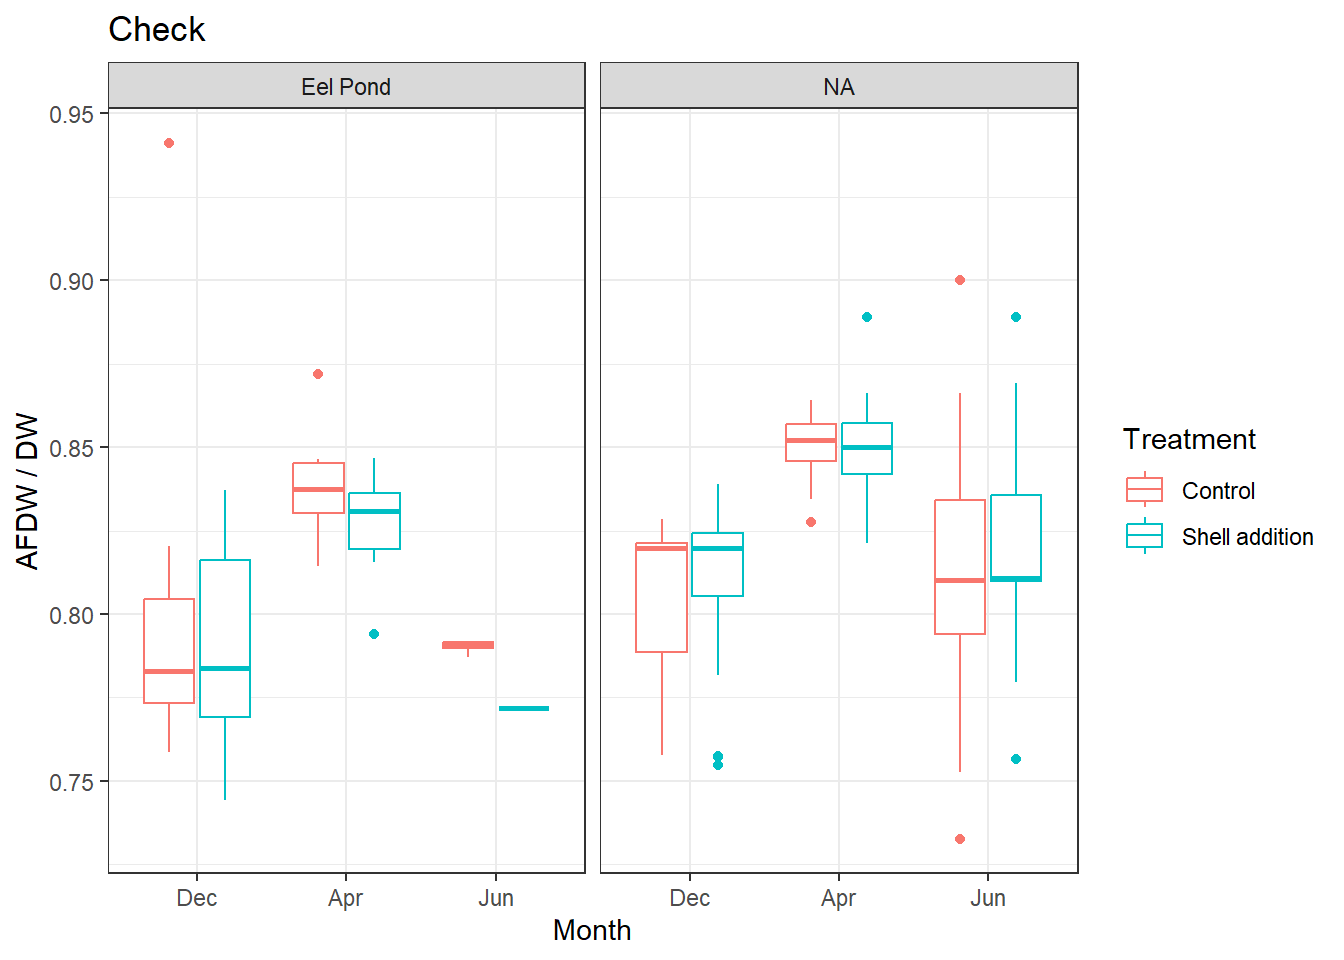 Check
Eel Pond
NA
0.95
0.90
0.85
0.80
0.75
AFDW / DW
Dec
Apr
Jun
Dec
Apr
Jun
Month
Treatment
Control
Shell addition